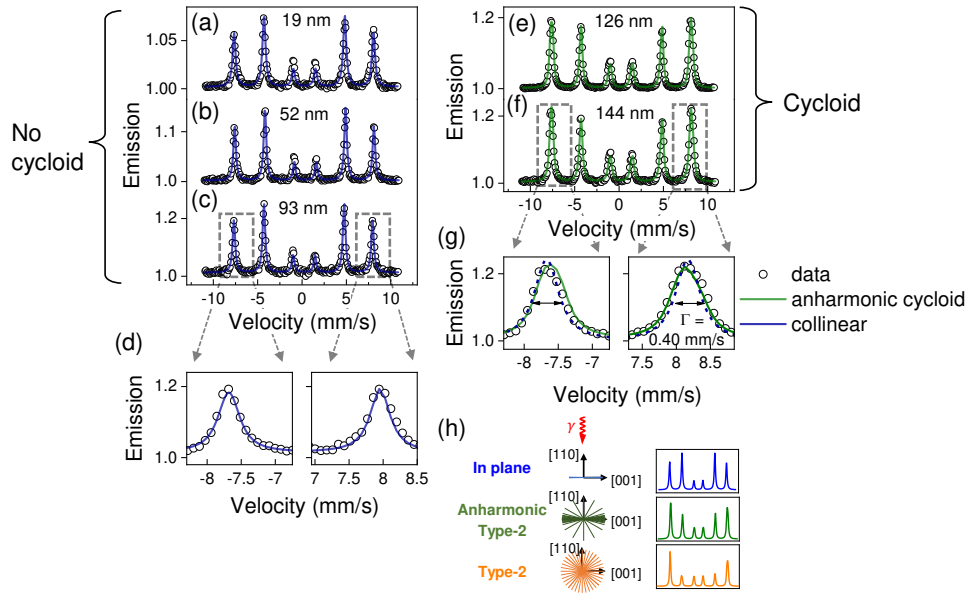 (a)
19 nm
1.05
1.00
(b)
52 nm
1.1
1.0
(c)
93 nm
1.2
1.0
Emission
-10 -5 0 5 10
Velocity (mm/s)
No
cycloid
(d)
Emission
1.2
1.0
-8 -7
7 8 8.5
Velocity (mm/s)
(e)
126 nm
1.2
1.0
(f)
144 nm
1.2
1.0
Emission
-10 -5 0 5 10
Velocity (mm/s)
Cycloid
(g)
Emission
1.2
1.0
Γ =
0.40 mm/s
-8 -7.5 -7
7.5 8 8.5
Velocity (mm/s)
data
anharmonic cycloid
collinear
(h)
γ
In plane
[110]
[001]
Anharmonic
Type-2
[110]
[001]
Type-2
[110]
[001]